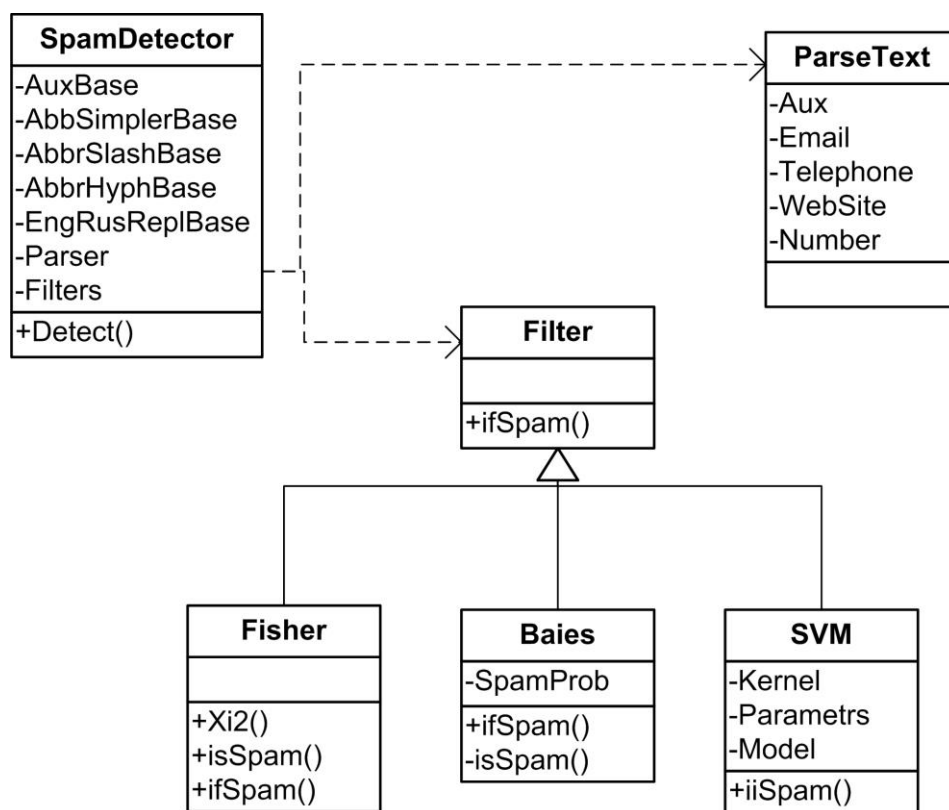 SpamDetector
-AuxBase
-AbbSimplerBase
-AbbrSlashBase
-AbbrHyphBase
-EngRusReplBase
-Parser
-Filters
+Detect()
ParseText
-Aux
-Email
-Telephone
-WebSite
-Number
Filter
+ifSpam()
Fisher
+Xi2()
+isSpam()
+ifSpam()
Baies
-SpamProb
+ifSpam()
-isSpam()
SVM
-Kernel
-Parametrs
-Model
+iiSpam()